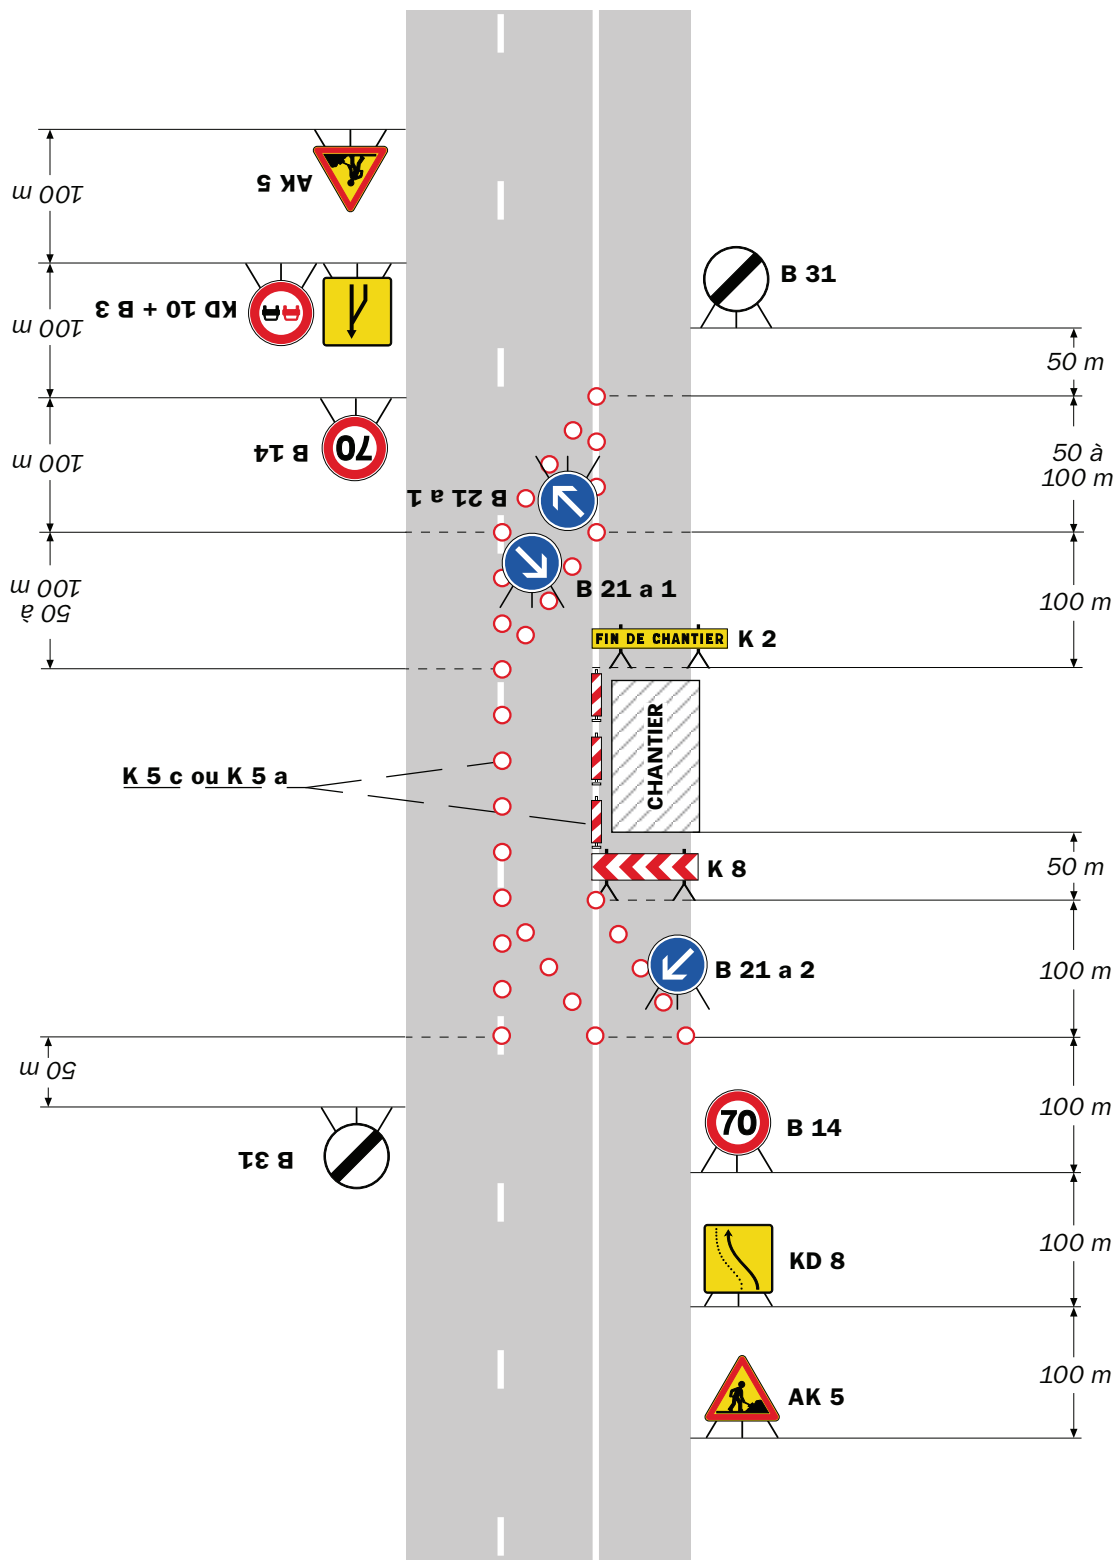 100 m
AK 5
100 m
KD 10 + B 3
B 31
50 m
100 m
70
B 14
50 à
100 m
B 21 a 1
50 à
100 m
B 21 a 1
100 m
FIN DE CHANTIER
K 2
CHANTIER
K 5 c ou K 5 a
K 8
50 m
B 21 a 2
100 m
50 m
70
B 14
100 m
B 31
KD 8
100 m
AK 5
100 m